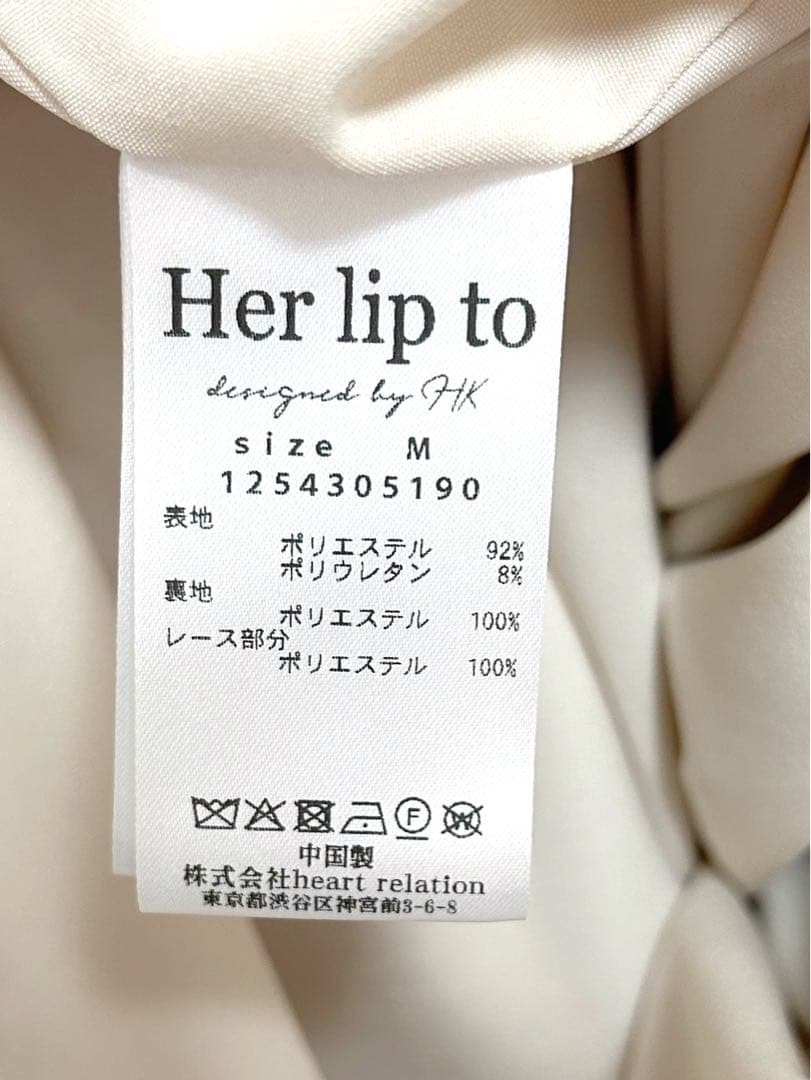 Her lip to
designed by HK
size M
1254305190
表地
ポリエステル 92%
ポリウレタン 8%
裏地
ポリエステル 100%
レース部分
ポリエステル 100%
F
W
中国製
株式会社heart relation
東京都渋谷区神宮前3-6-8